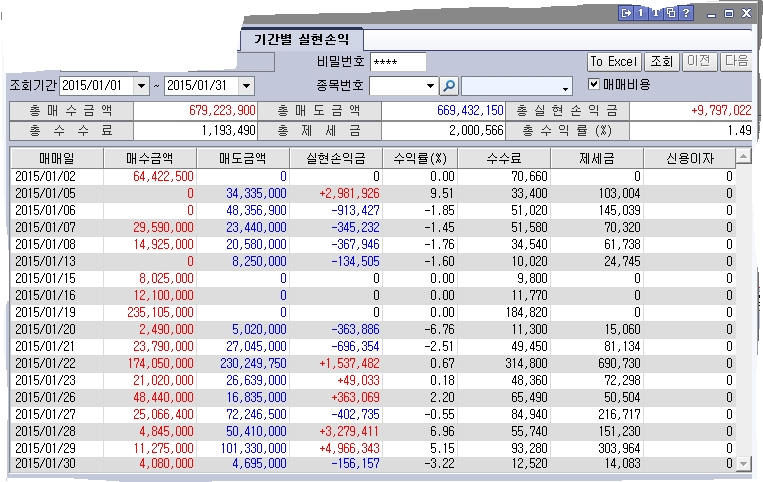 1 T ?
기간별 실현손익
비밀번호 **** To Excel 조회 이전 다음
조회기간 2015/01/01 ~ 2015/01/31 종목번호 매매비용
총 매 수 금 액 679,223,900 총 매 도 금 액 669,432,150 총 실 현 손 익 금 +9,797,022
총 수 수 료 1,193,490 총 제 세 금 2,000,566 총 수 익 률 (%) 1.49
매매일 매수금액 매도금액 실현손익금 수익률(%) 수수료 제세금 신용이자
2015/01/02 64,422,500 0 0 0.00 70,660 0 0
2015/01/05 0 34,335,000 +2,981,926 9.51 33,400 103,004 0
2015/01/06 0 48,356,900 -913,427 -1.85 51,020 145,039 0
2015/01/07 29,590,000 23,440,000 -345,232 -1.45 51,580 70,320 0
2015/01/08 14,925,000 20,580,000 -367,946 -1.76 34,540 61,738 0
2015/01/13 0 8,250,000 -134,505 -1.60 10,020 24,745 0
2015/01/15 8,025,000 0 0 0.00 9,800 0 0
2015/01/16 12,100,000 0 0 0.00 11,770 0 0
2015/01/19 235,105,000 0 0 0.00 184,820 0 0
2015/01/20 2,490,000 5,020,000 -363,886 -6.76 11,300 15,060 0
2015/01/21 23,790,000 27,045,000 -696,354 -2.51 49,450 81,134 0
2015/01/22 174,050,000 230,249,750 +1,537,482 0.67 314,800 690,730 0
2015/01/23 21,020,000 26,639,000 +49,033 0.18 48,360 72,298 0
2015/01/26 48,440,000 16,835,000 +363,069 2.20 65,490 50,504 0
2015/01/27 25,066,400 72,246,500 -402,735 -0.55 84,940 216,717 0
2015/01/28 4,845,000 50,410,000 +3,279,411 6.96 55,740 151,230 0
2015/01/29 11,275,000 101,330,000 +4,966,343 5.15 93,280 303,964 0
2015/01/30 4,080,000 4,695,000 -156,157 -3.22 12,520 14,083 0